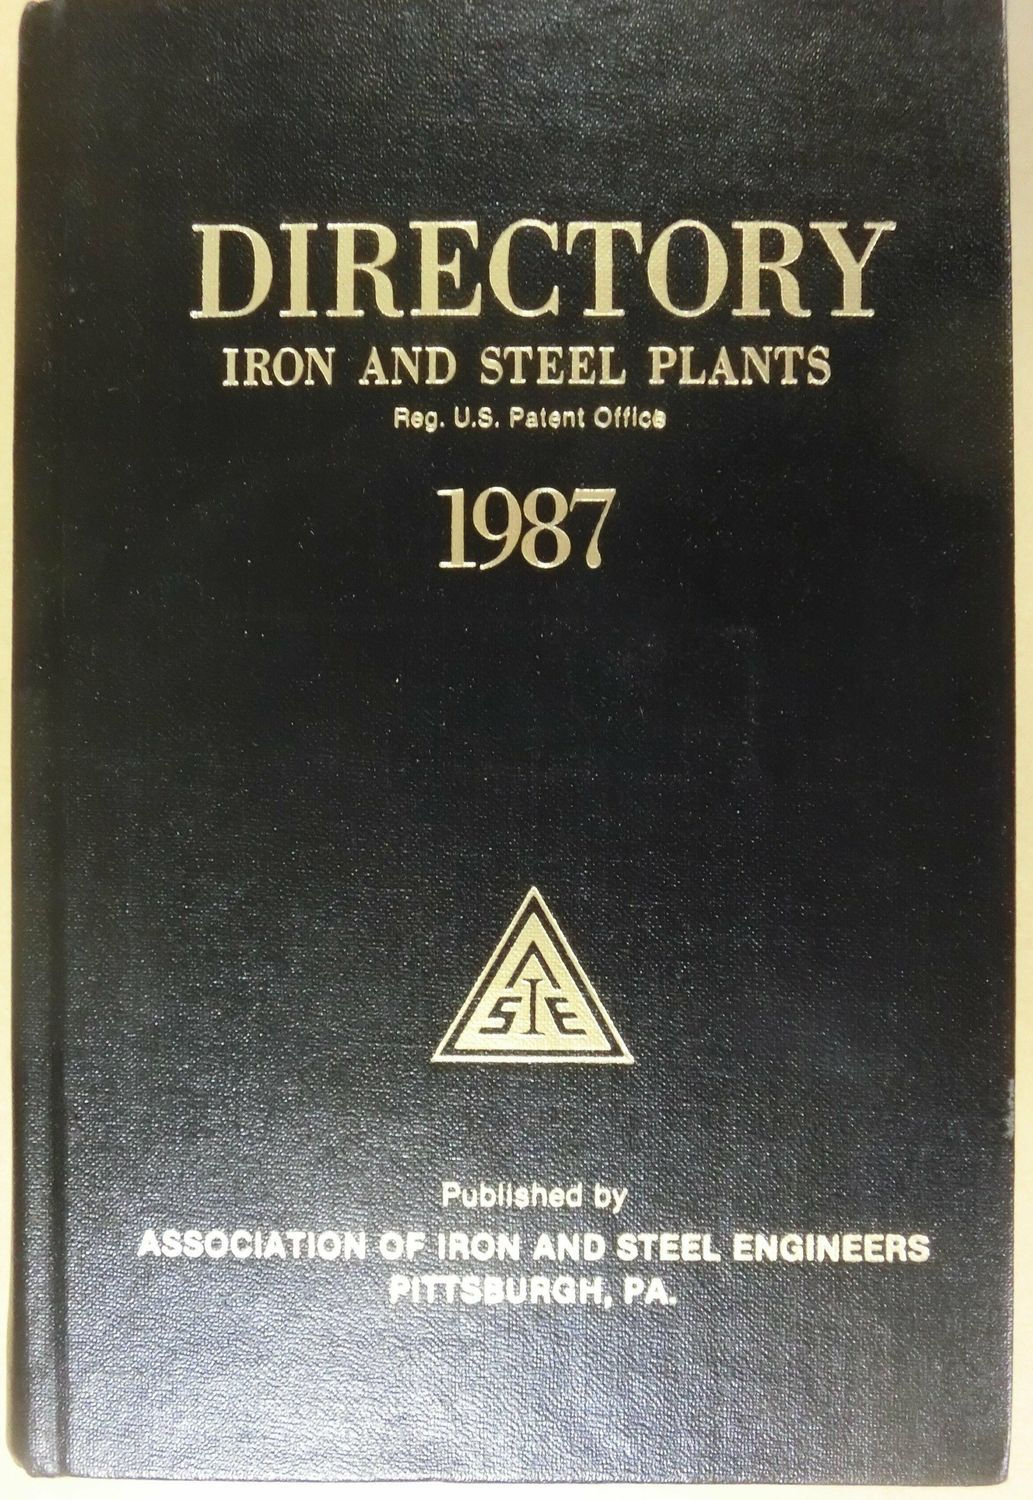 DIRECTORY
IRON AND STEEL PLANTS
Reg. U.S. Patent Office
1987
A
SIE
Published by
ASSOCIATION OF IRON AND STEEL ENGINEERS
PITTSBURGH, PA.